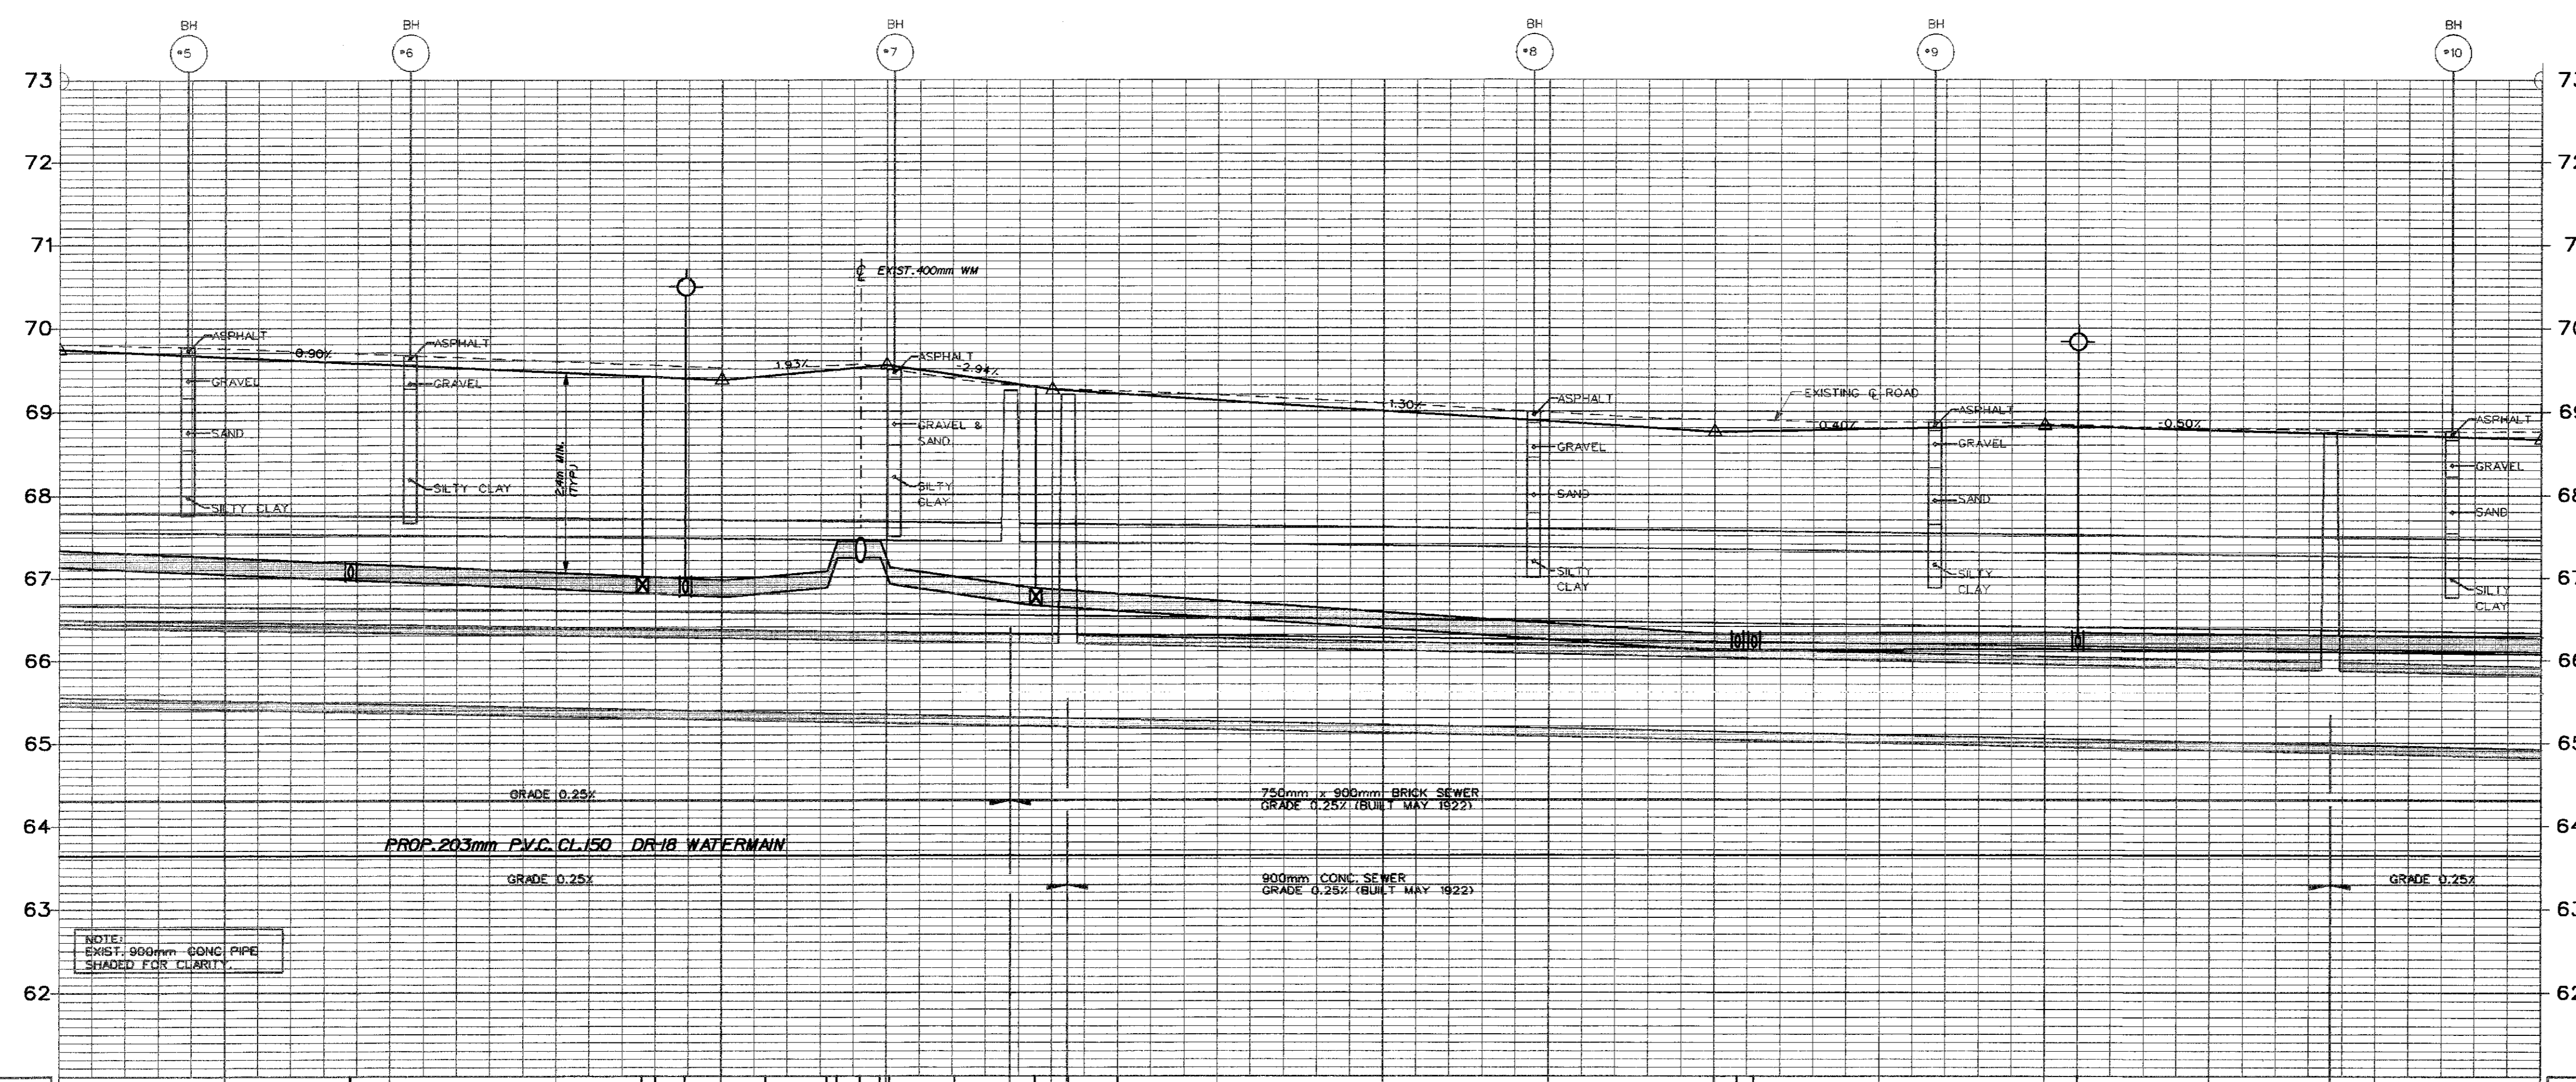 BH
BH
BH
BH
BH
BH
#5
#6
#7
#8
#9
#10
73
72
71
70
69
68
67
66
65
64
63
62
¢ EXIST. 400mm WM
ASPHALT
GRAVEL
SAND
SILTY CLAY
-0.90%
ASPHALT
GRAVEL
SILTY CLAY
2.4m MIN.
(TYP.)
1.93%
ASPHALT
-2.94%
GRAVEL &
SAND
SILTY
CLAY
-1.30%
ASPHALT
GRAVEL
SAND
SILTY
CLAY
EXISTING ¢ ROAD
0.40%
ASPHALT
GRAVEL
SAND
SILTY
CLAY
-0.50%
ASPHALT
GRAVEL
SAND
SILTY
CLAY
GRADE 0.25%
750mm x 900mm BRICK SEWER
GRADE 0.25% (BUILT MAY 1922)
PROP. 203mm P.V.C. CL.150 DR-18 WATERMAIN
GRADE 0.25%
900mm CONC. SEWER
GRADE 0.25% (BUILT MAY 1922)
GRADE 0.25%
NOTE:
EXIST. 900mm CONC PIPE
SHADED FOR CLARITY.